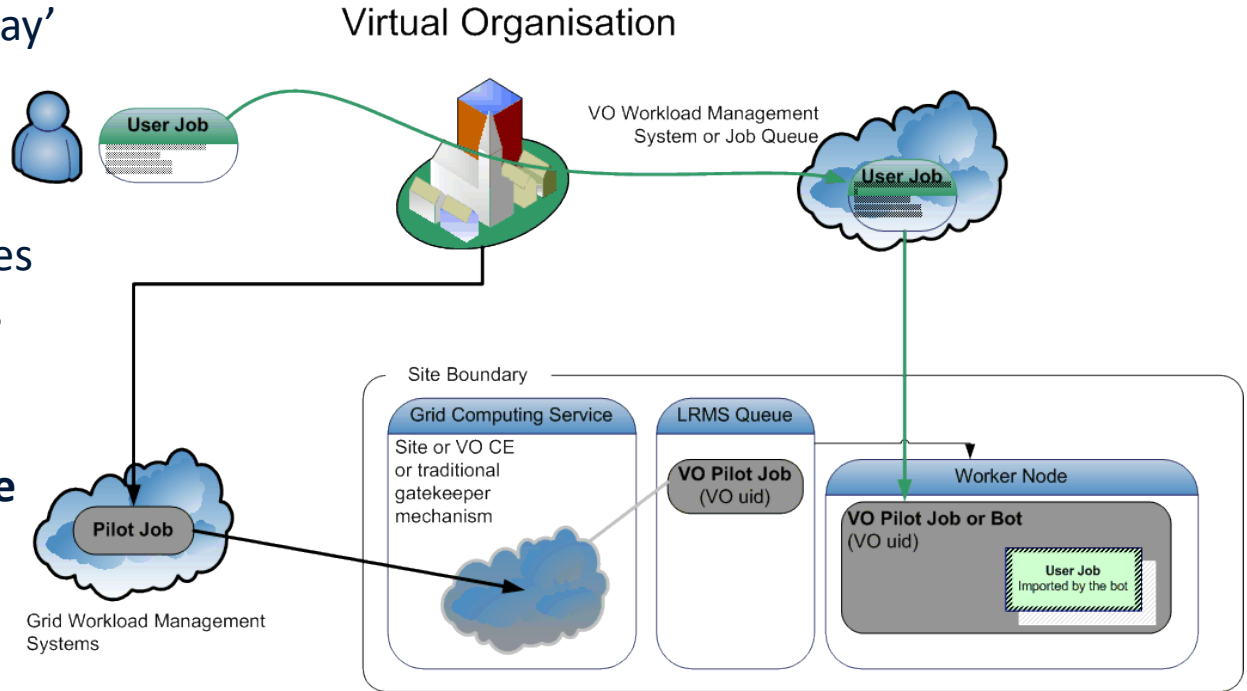 ay’
Virtual Organisation
User Job
VO Workload Management
System or Job Queue
User Job
es
Site Boundary
Grid Computing Service
Site or VO CE
or traditional
gatekeeper
mechanism
LRMS Queue
VO Pilot Job
(VO uid)
Worker Node
VO Pilot Job or Bot
(VO uid)
User Job
Imported by the bot
e
Pilot Job
Grid Workload Management
Systems